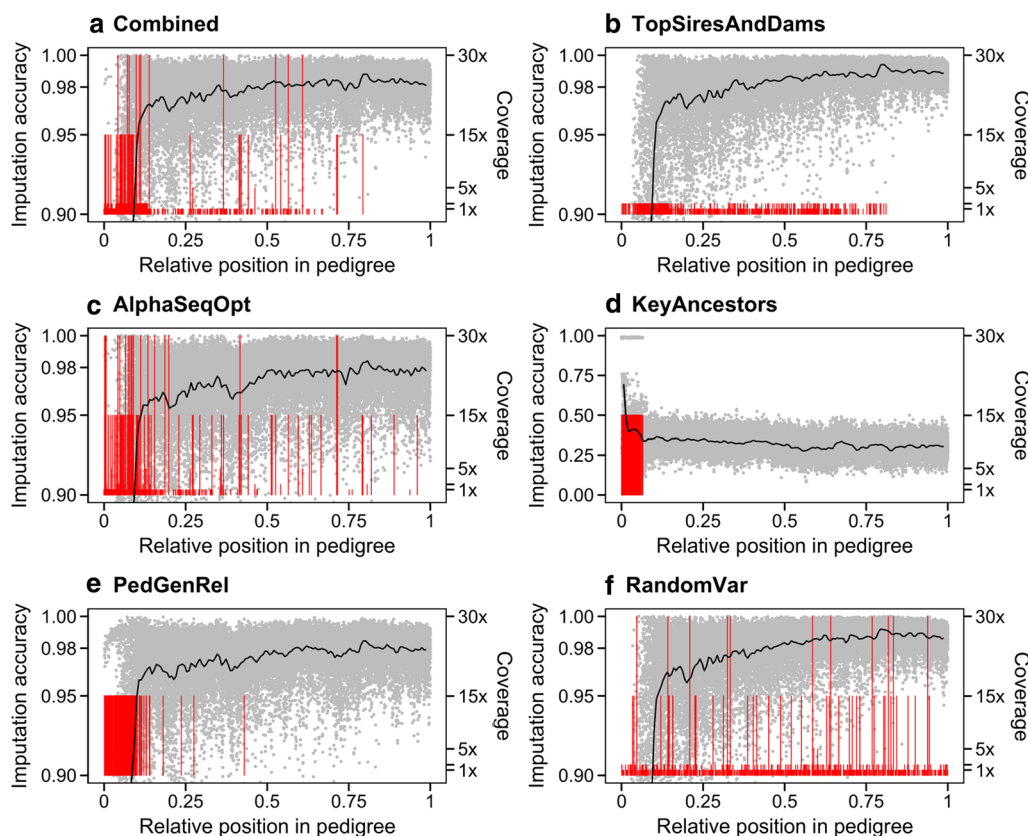 a Combined
Imputation accuracy
1.00
0.98
0.95
0.90
30x
15x
5x
1x
Coverage
0 0.25 0.5 0.75 1
Relative position in pedigree
b TopSiresAndDams
Imputation accuracy
1.00
0.98
0.95
0.90
30x
15x
5x
1x
Coverage
0 0.25 0.5 0.75 1
Relative position in pedigree
c AlphaSeqOpt
Imputation accuracy
1.00
0.98
0.95
0.90
30x
15x
5x
1x
Coverage
0 0.25 0.5 0.75 1
Relative position in pedigree
d KeyAncestors
Imputation accuracy
1.00
0.75
0.50
0.25
0.00
30x
15x
5x
1x
Coverage
0 0.25 0.5 0.75 1
Relative position in pedigree
e PedGenRel
Imputation accuracy
1.00
0.98
0.95
0.90
30x
15x
5x
1x
Coverage
0 0.25 0.5 0.75 1
Relative position in pedigree
f RandomVar
Imputation accuracy
1.00
0.98
0.95
0.90
30x
15x
5x
1x
Coverage
0 0.25 0.5 0.75 1
Relative position in pedigree